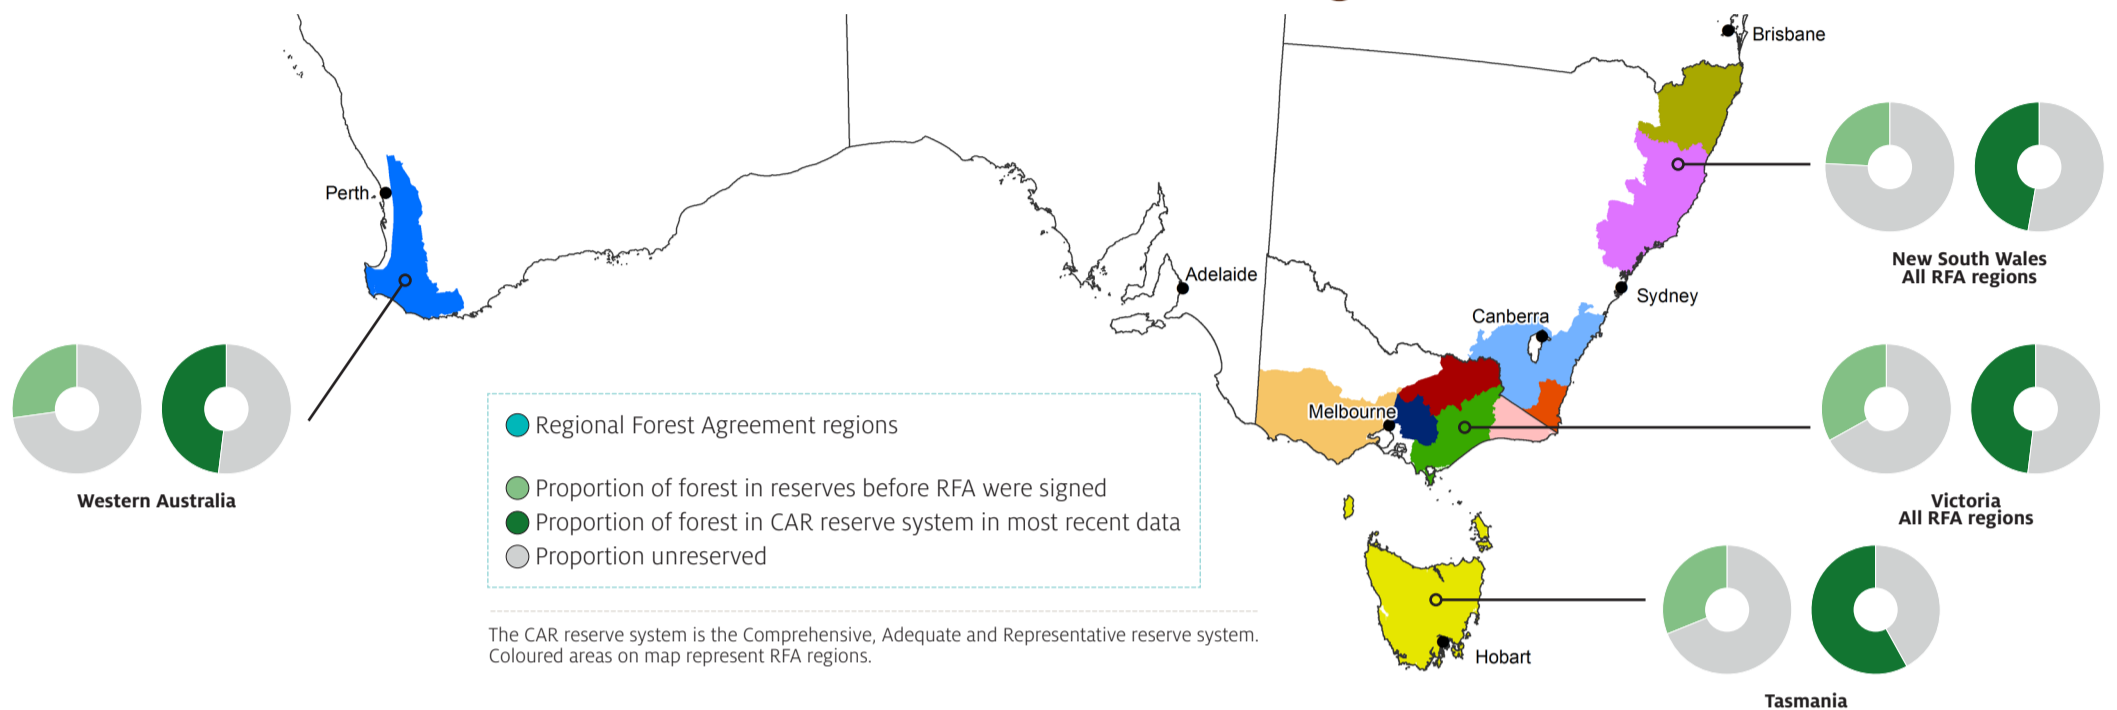 Brisbane
Perth
Adelaide
New South Wales
All RFA regions
Sydney
Canberra
Melbourne
Regional Forest Agreement regions
Proportion of forest in reserves before RFA were signed
Proportion of forest in CAR reserve system in most recent data
Proportion unreserved
Western Australia
Victoria
All RFA regions
The CAR reserve system is the Comprehensive, Adequate and Representative reserve system.
Coloured areas on map represent RFA regions.
Hobart
Tasmania